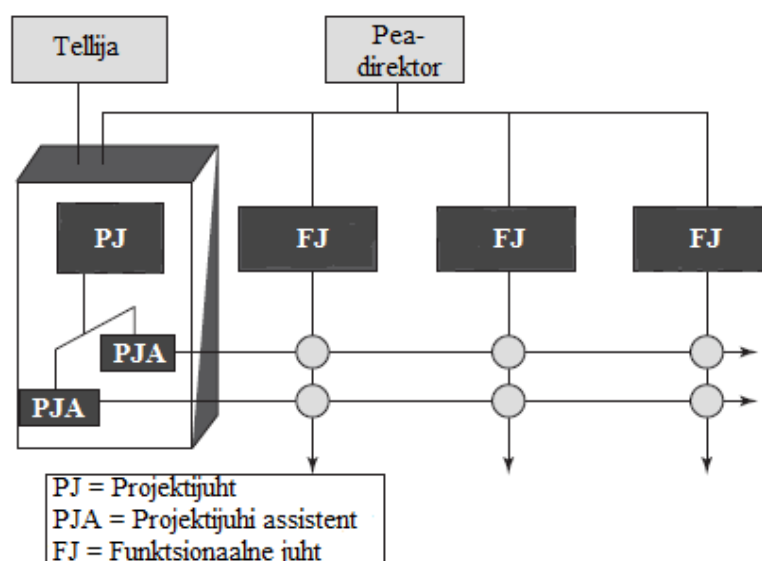 Tellija
Pea-
direktor
PJ
FJ
FJ
FJ
PJA
PJA
PJ = Projektijuht
PJA = Projektijuhi assistent
FJ = Funktsionaalne juht